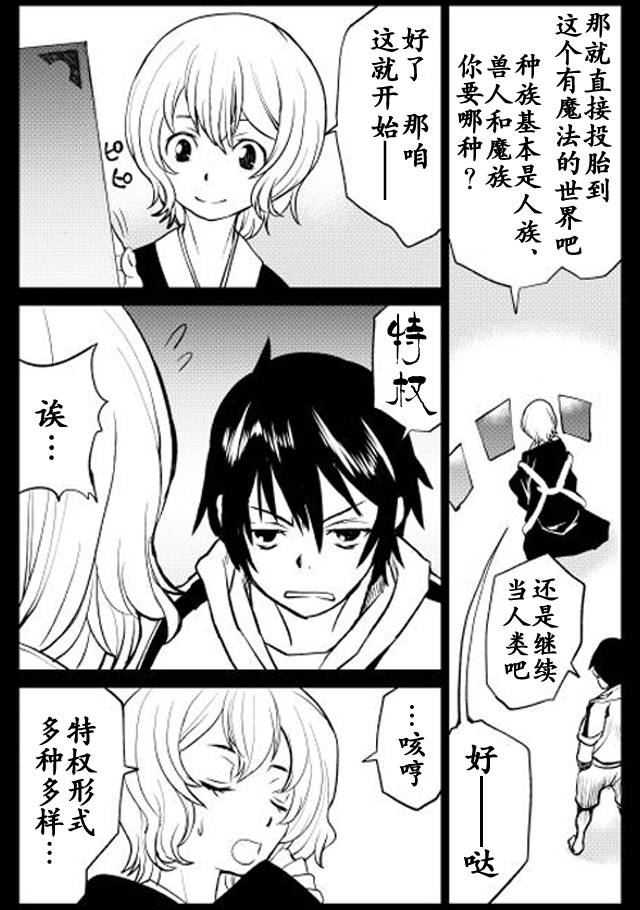 那就直接投胎到
这个有魔法的世界吧
种族基本是人族、
兽人和魔族
你要哪种？
还是继续
当人类吧
好——哒
好了 那咱
这就开始——
特权
诶…
…咳哼
特权形式
多种多样…